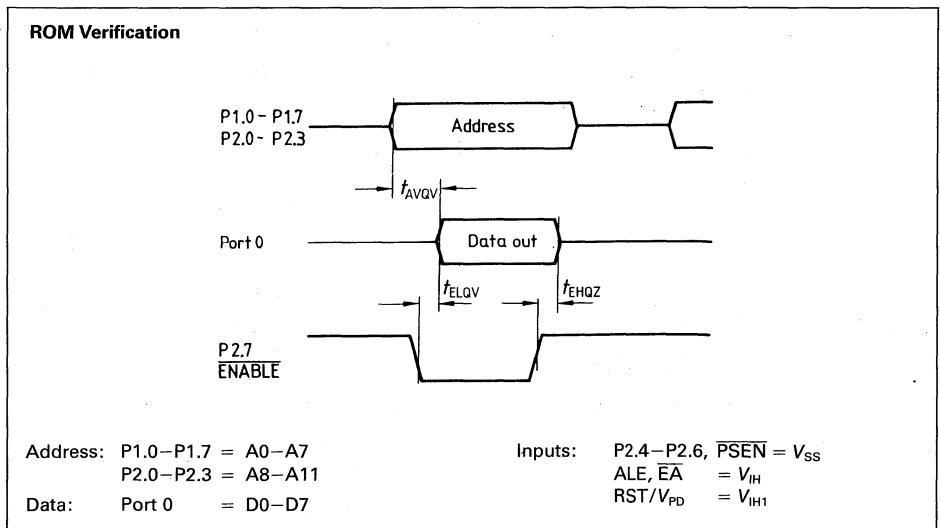 ROM Verification
P1.0 – P1.7
P2.0 – P2.3
Address
tAVQV
Port 0
Data out
tELQV
tEHQZ
P2.7
ENABLE
Address: P1.0–P1.7 = A0–A7
P2.0–P2.3 = A8–A11
Data: Port 0 = D0–D7
Inputs: P2.4–P2.6, PSEN = VSS
ALE, EA = VIH
RST/VPD = VIH1